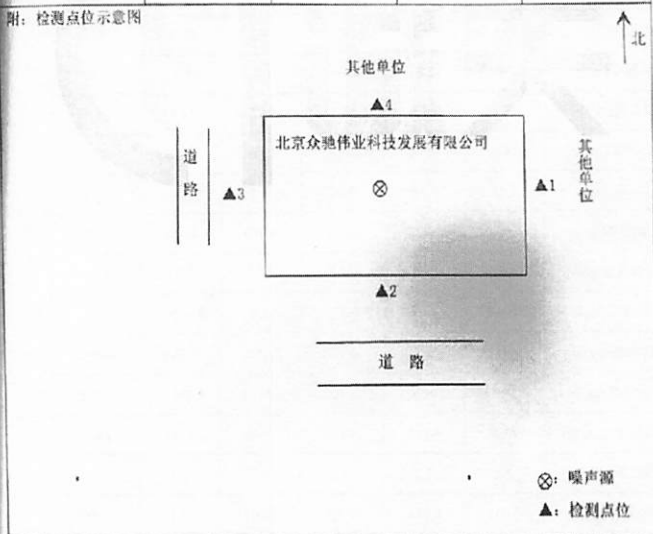 附：检测点位示意图
北
其他单位
▲4
北京众驰伟业科技发展有限公司
道路
▲3
其他单位
▲1
▲2
道 路
⊗：噪声源
▲：检测点位